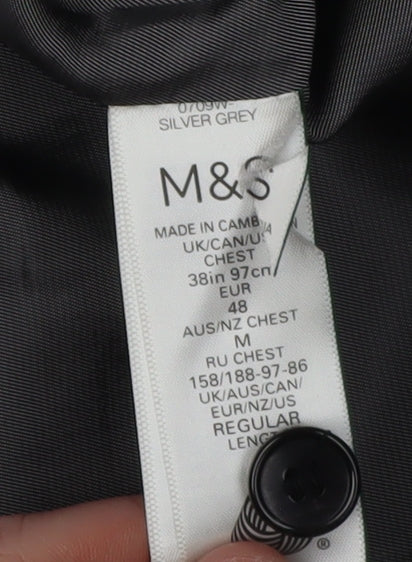 0709W-
SILVER GREY
M&S
MADE IN
UK/CAN/US
CHEST
38in 97cm
EUR
48
AUS/NZ CHEST
M
RU CHEST
158/188-97-86
UK/AUS/CAN/
EUR/NZ/US
REGULAR
®